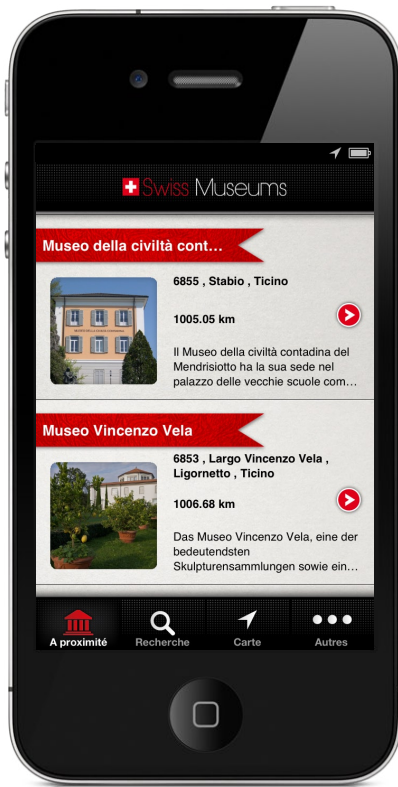 Swiss Museums
Museo della civiltà cont...
6855 , Stabio , Ticino
1005.05 km
Il Museo della civiltà contadina del
Mendrisiotto ha la sua sede nel
palazzo delle vecchie scuole com...
Museo Vincenzo Vela
6853 , Largo Vincenzo Vela ,
Ligornetto , Ticino
1006.68 km
Das Museo Vincenzo Vela, eine der
bedeutendsten
Skulpturensammlungen sowie ein...
A proximité
Recherche
Carte
Autres